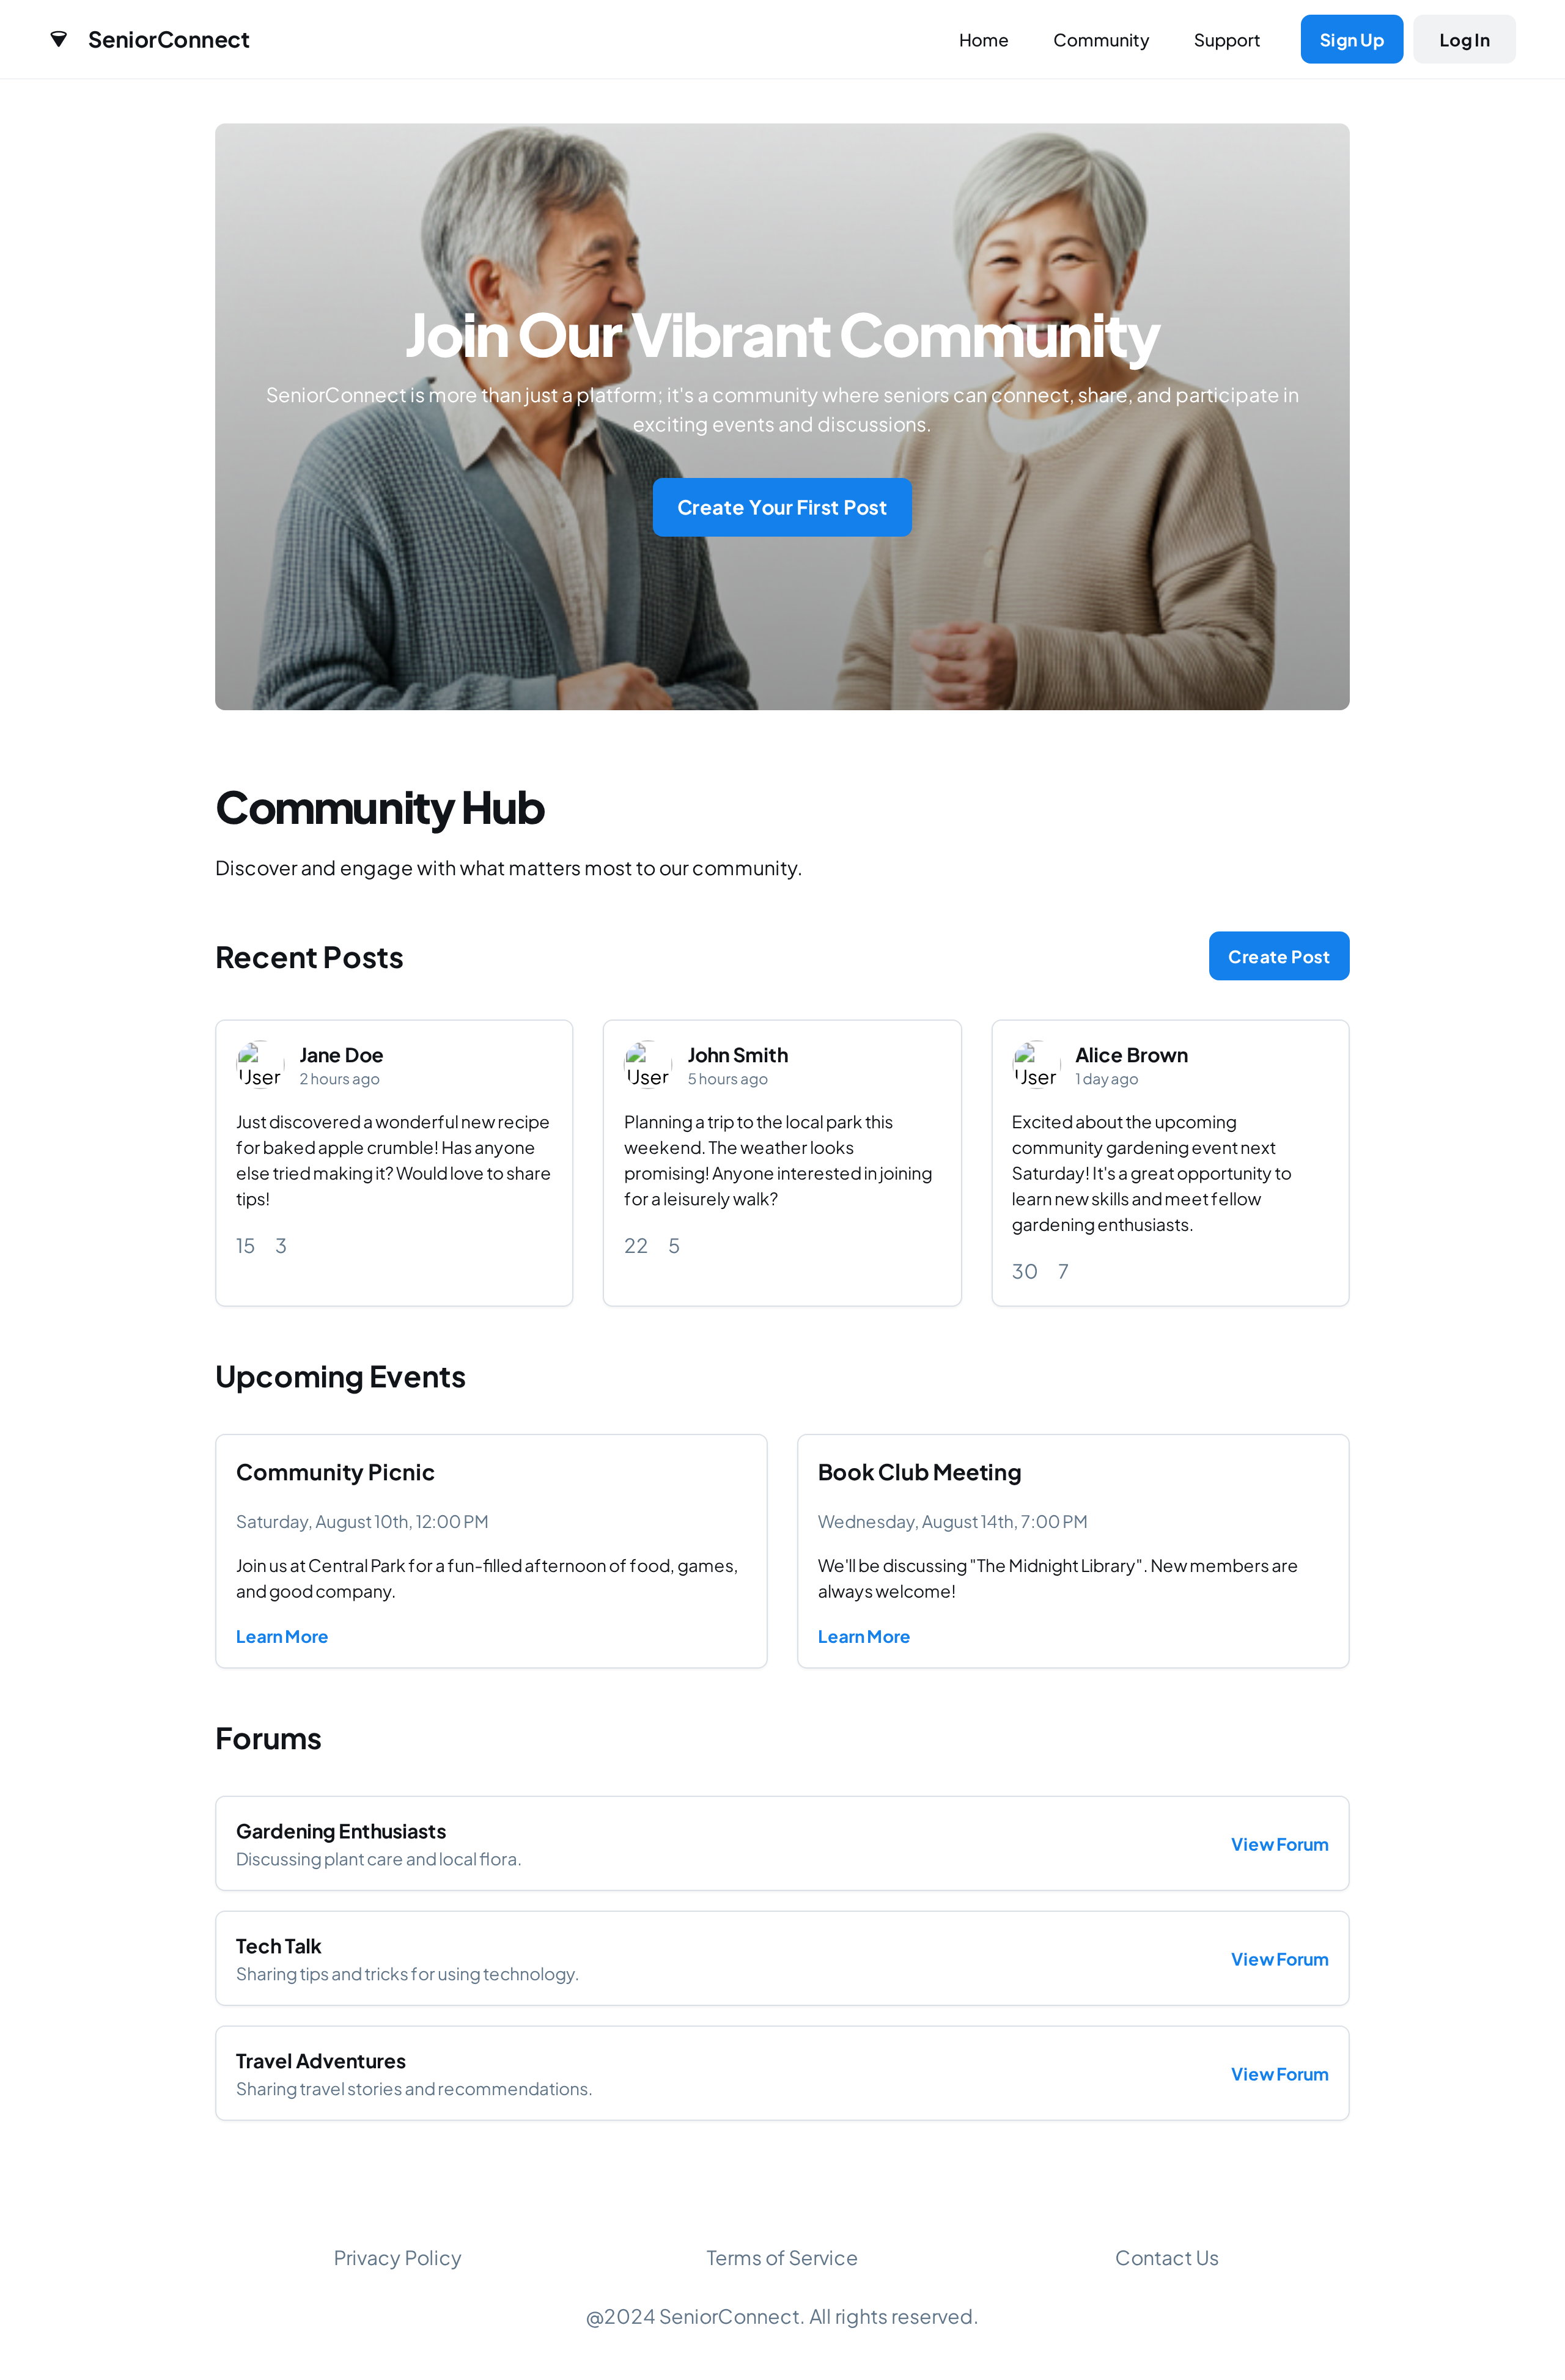 SeniorConnect
Home
Community
Support
Sign Up
Log In
Join Our Vibrant Community
SeniorConnect is more than just a platform; it's a community where seniors can connect, share, and participate in
exciting events and discussions.
Create Your First Post
Community Hub
Discover and engage with what matters most to our community.
Recent Posts
Create Post
User
Jane Doe
2 hours ago
Just discovered a wonderful new recipe
for baked apple crumble! Has anyone
else tried making it? Would love to share
tips!
15 3
User
John Smith
5 hours ago
Planning a trip to the local park this
weekend. The weather looks
promising! Anyone interested in joining
for a leisurely walk?
22 5
User
Alice Brown
1 day ago
Excited about the upcoming
community gardening event next
Saturday! It's a great opportunity to
learn new skills and meet fellow
gardening enthusiasts.
30 7
Upcoming Events
Community Picnic
Saturday, August 10th, 12:00 PM
Join us at Central Park for a fun-filled afternoon of food, games,
and good company.
Learn More
Book Club Meeting
Wednesday, August 14th, 7:00 PM
We'll be discussing "The Midnight Library". New members are
always welcome!
Learn More
Forums
Gardening Enthusiasts
Discussing plant care and local flora.
View Forum
Tech Talk
Sharing tips and tricks for using technology.
View Forum
Travel Adventures
Sharing travel stories and recommendations.
View Forum
Privacy Policy
Terms of Service
Contact Us
@2024 SeniorConnect. All rights reserved.